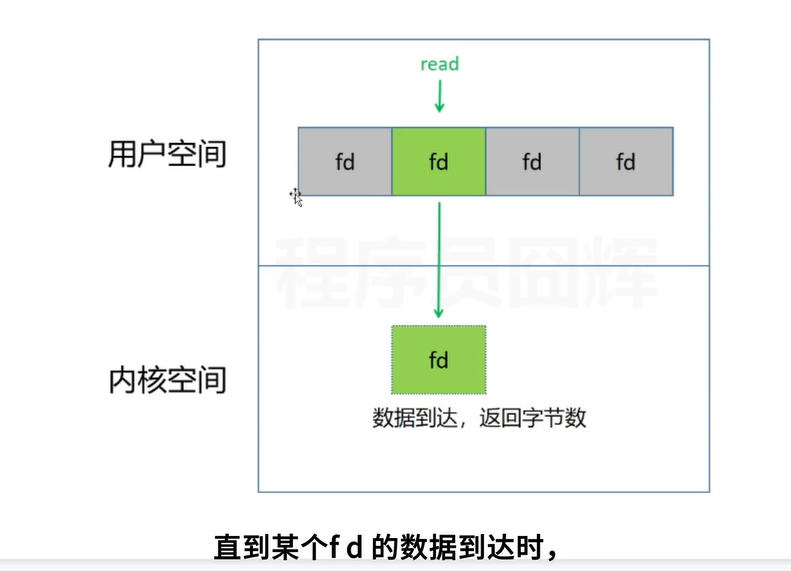 read
用户空间
fd fd fd fd
程序员囧辉
内核空间
fd
数据到达，返回字节数
直到某个fd的数据到达时，